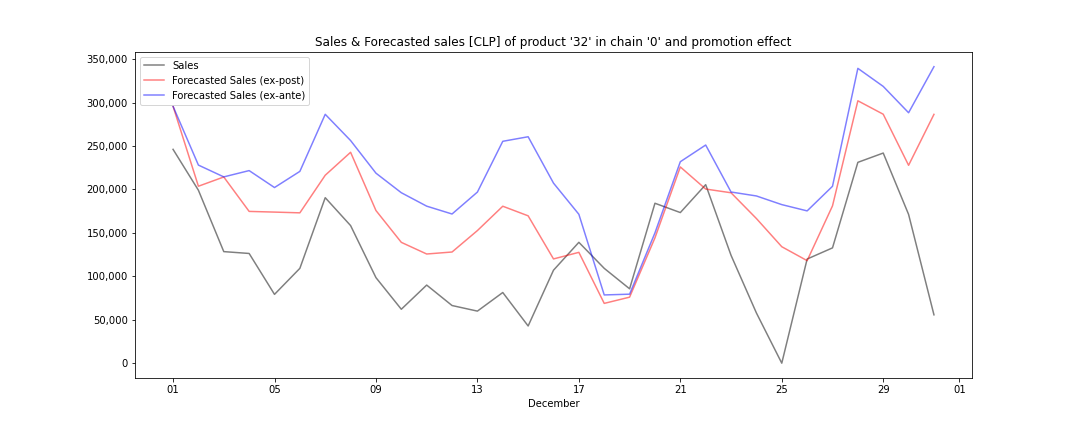 Sales & Forecasted sales [CLP] of product '32' in chain '0' and promotion effect
350,000
300,000
250,000
200,000
150,000
100,000
50,000
0
Sales
Forecasted Sales (ex-post)
Forecasted Sales (ex-ante)
01 05 09 13 17 21 25 29 01
December